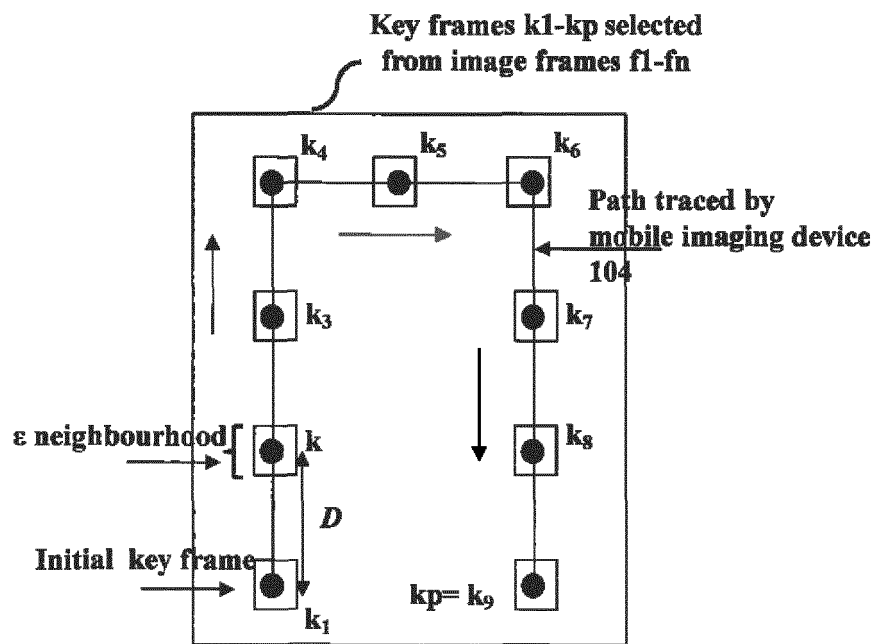 Key frames k1-kp selected
from image frames f1-fn
k4
k5
k6
Path traced by
mobile imaging device
104
k3
k7
ε neighbourhood
k
k8
D
Initial key frame
k1
kp= k9